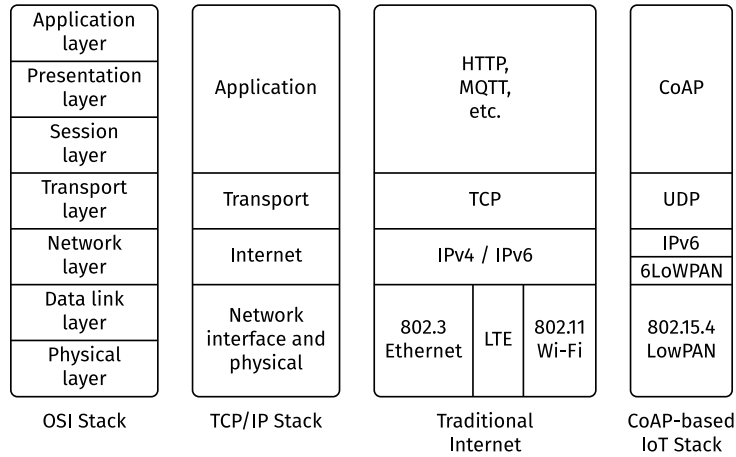 Application
layer
Presentation
layer
Session
layer
Transport
layer
Network
layer
Data link
layer
Physical
layer
OSI Stack
Application
Transport
Internet
Network
interface and
physical
TCP/IP Stack
HTTP,
MQTT,
etc.
TCP
IPv4 / IPv6
802.3
Ethernet
LTE
802.11
Wi-Fi
Traditional
Internet
CoAP
UDP
IPv6
6LoWPAN
802.15.4
LowPAN
CoAP-based
IoT Stack